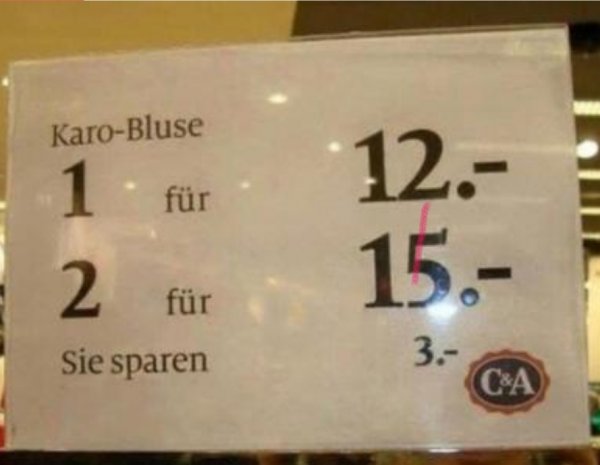 Karo-Bluse
1 für 12.-
2 für 15.-
Sie sparen 3.-
C&A